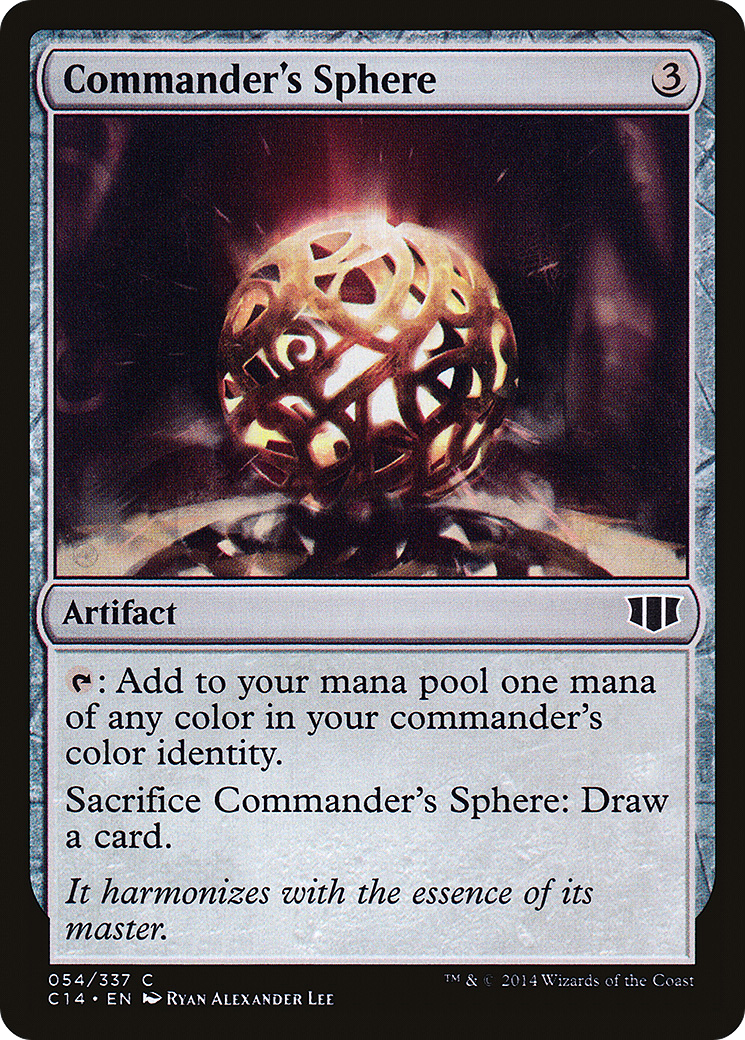 Commander's Sphere 3
Artifact
: Add to your mana pool one mana
of any color in your commander's
color identity.
Sacrifice Commander's Sphere: Draw
a card.
It harmonizes with the essence of its
master.
054/337 C ™ & © 2014 Wizards of the Coast
C14 • EN Ryan Alexander Lee